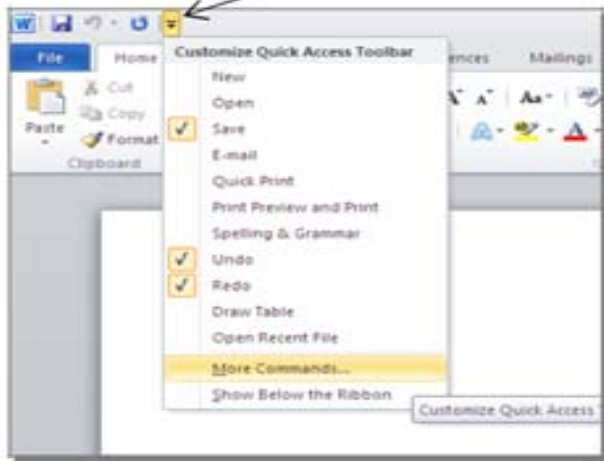 W
File Home ences Mailings
Customize Quick Access Toolbar
New
Open
Save
E-mail
Quick Print
Print Preview and Print
Spelling & Grammar
Undo
Redo
Draw Table
Open Recent File
More Commands...
Show Below the Ribbon
Customize Quick Access
Cut
Copy
Format
Paste
Clipboard
A A Aa
A A